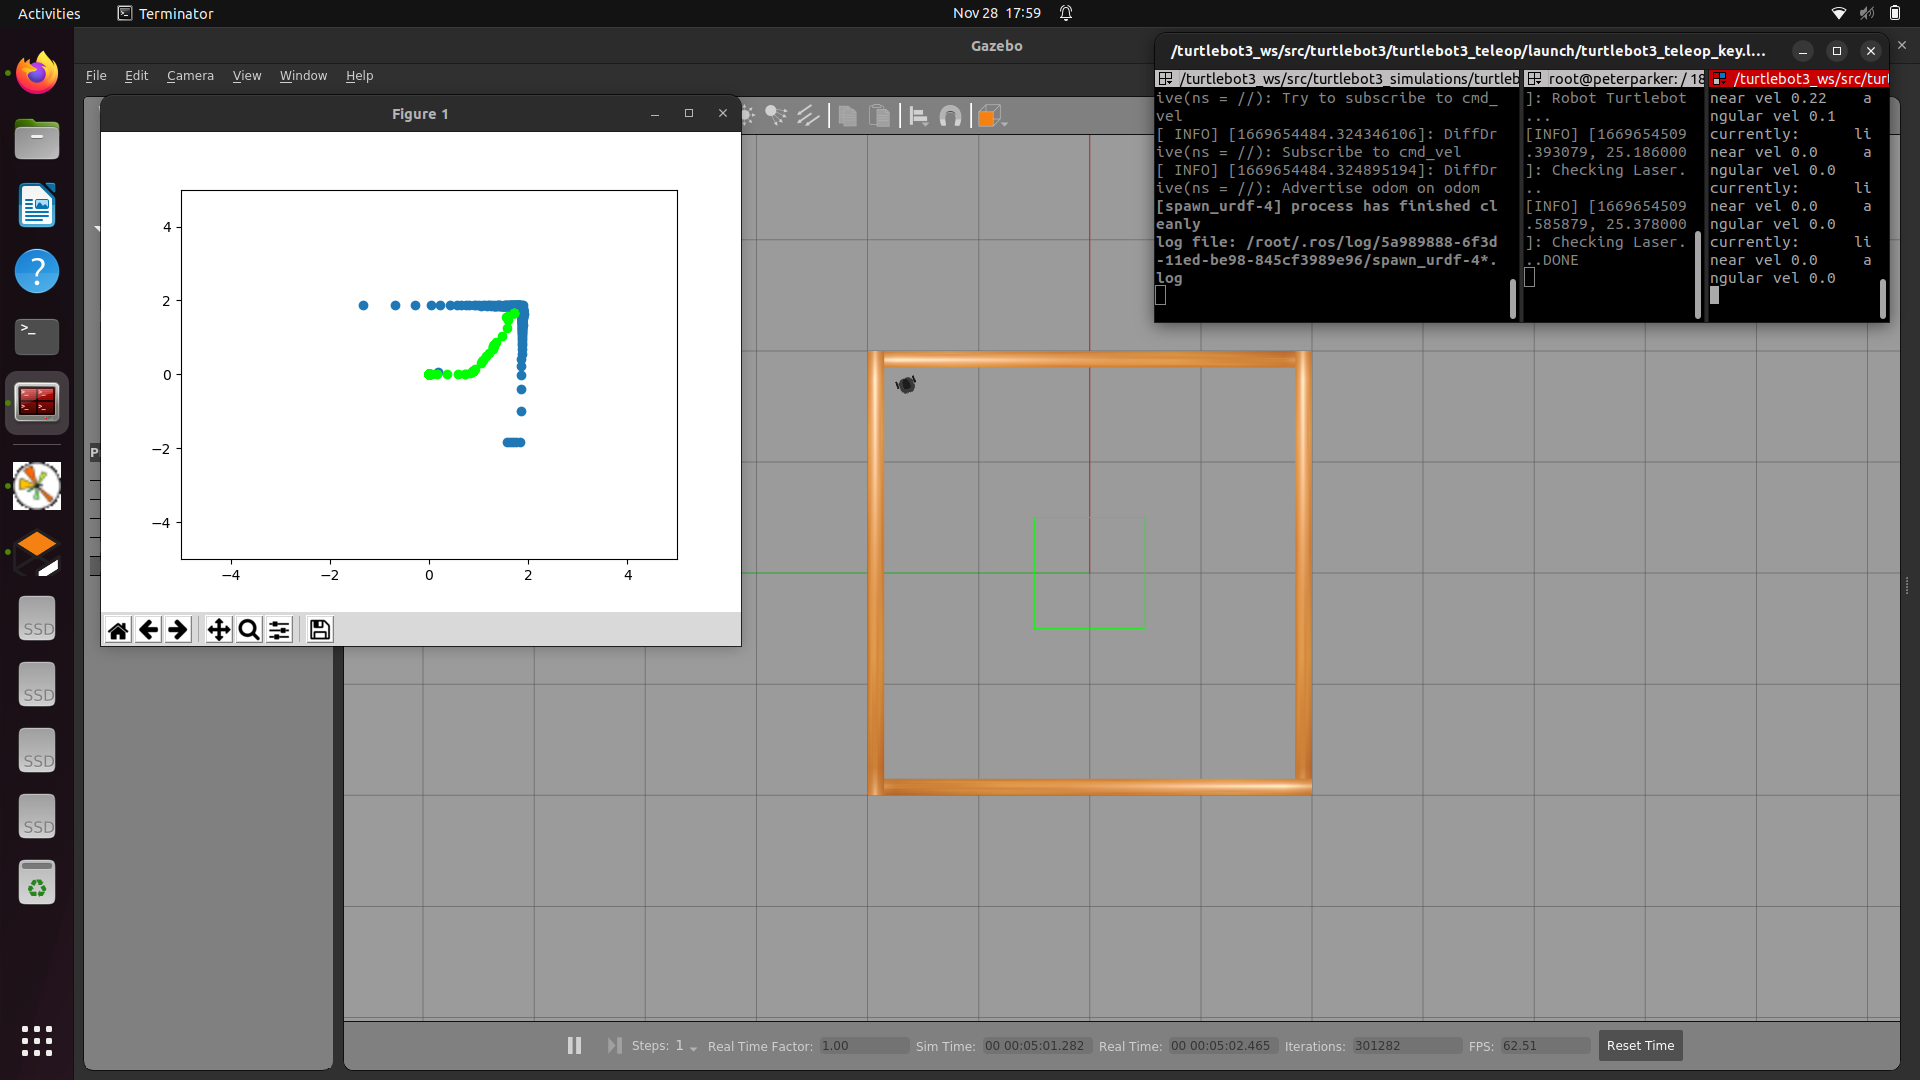 Activities
Terminator
Nov 28 17:59
Gazebo
File Edit Camera View Window Help
Figure 1
4
2
0
−2
−4
−4 −2 0 2 4
/turtlebot3_ws/src/turtlebot3/turtlebot3_teleop/launch/turtlebot3_teleop_key.l...
/turtlebot3_ws/src/turtlebot3_simulations/turtleb
ive(ns = //): Try to subscribe to cmd_
vel
[ INFO] [1669654484.324346106]: DiffDr
ive(ns = //): Subscribe to cmd_vel
[ INFO] [1669654484.324895194]: DiffDr
ive(ns = //): Advertise odom on odom
[spawn_urdf-4] process has finished cl
eanly
log file: /root/.ros/log/5a989888-6f3d
-11ed-be98-845cf3989e96/spawn_urdf-4*.
log
root@peterparker: / 18
]: Robot Turtlebot
...
[INFO] [1669654509
.393079, 25.186000
]: Checking Laser.
..
[INFO] [1669654509
.585879, 25.378000
]: Checking Laser.
..DONE
/turtlebot3_ws/src/turt
near vel 0.22 a
ngular vel 0.1
currently: li
near vel 0.0 a
ngular vel 0.0
currently: li
near vel 0.0 a
ngular vel 0.0
currently: li
near vel 0.0 a
ngular vel 0.0
SSD
SSD
SSD
SSD
Steps: 1 Real Time Factor: 1.00 Sim Time: 00 00:05:01.282 Real Time: 00 00:05:02.465 Iterations: 301282 FPS: 62.51 Reset Time